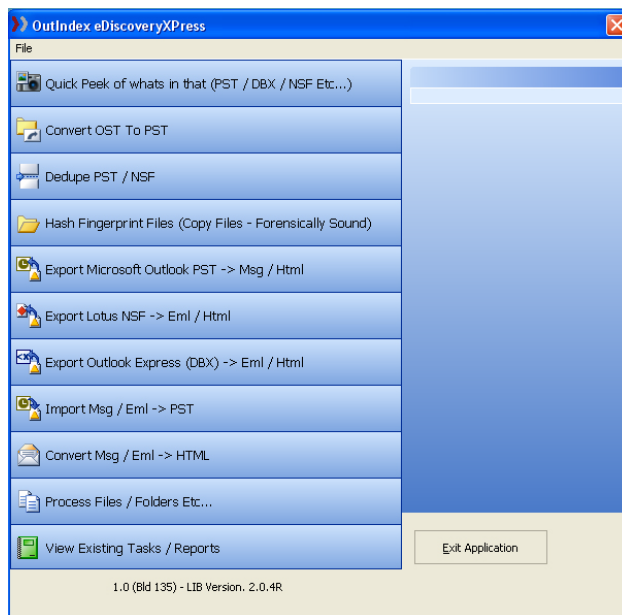 OutIndex eDiscoveryXPress
File
Quick Peek of whats in that (PST / DBX / NSF Etc...)
Convert OST To PST
Dedupe PST / NSF
Hash Fingerprint Files (Copy Files - Forensically Sound)
Export Microsoft Outlook PST -> Msg / Html
Export Lotus NSF -> Eml / Html
Export Outlook Express (DBX) -> Eml / Html
Import Msg / Eml -> PST
Convert Msg / Eml -> HTML
Process Files / Folders Etc...
View Existing Tasks / Reports
Exit Application
1.0 (Bld 135) - LIB Version. 2.0.4R